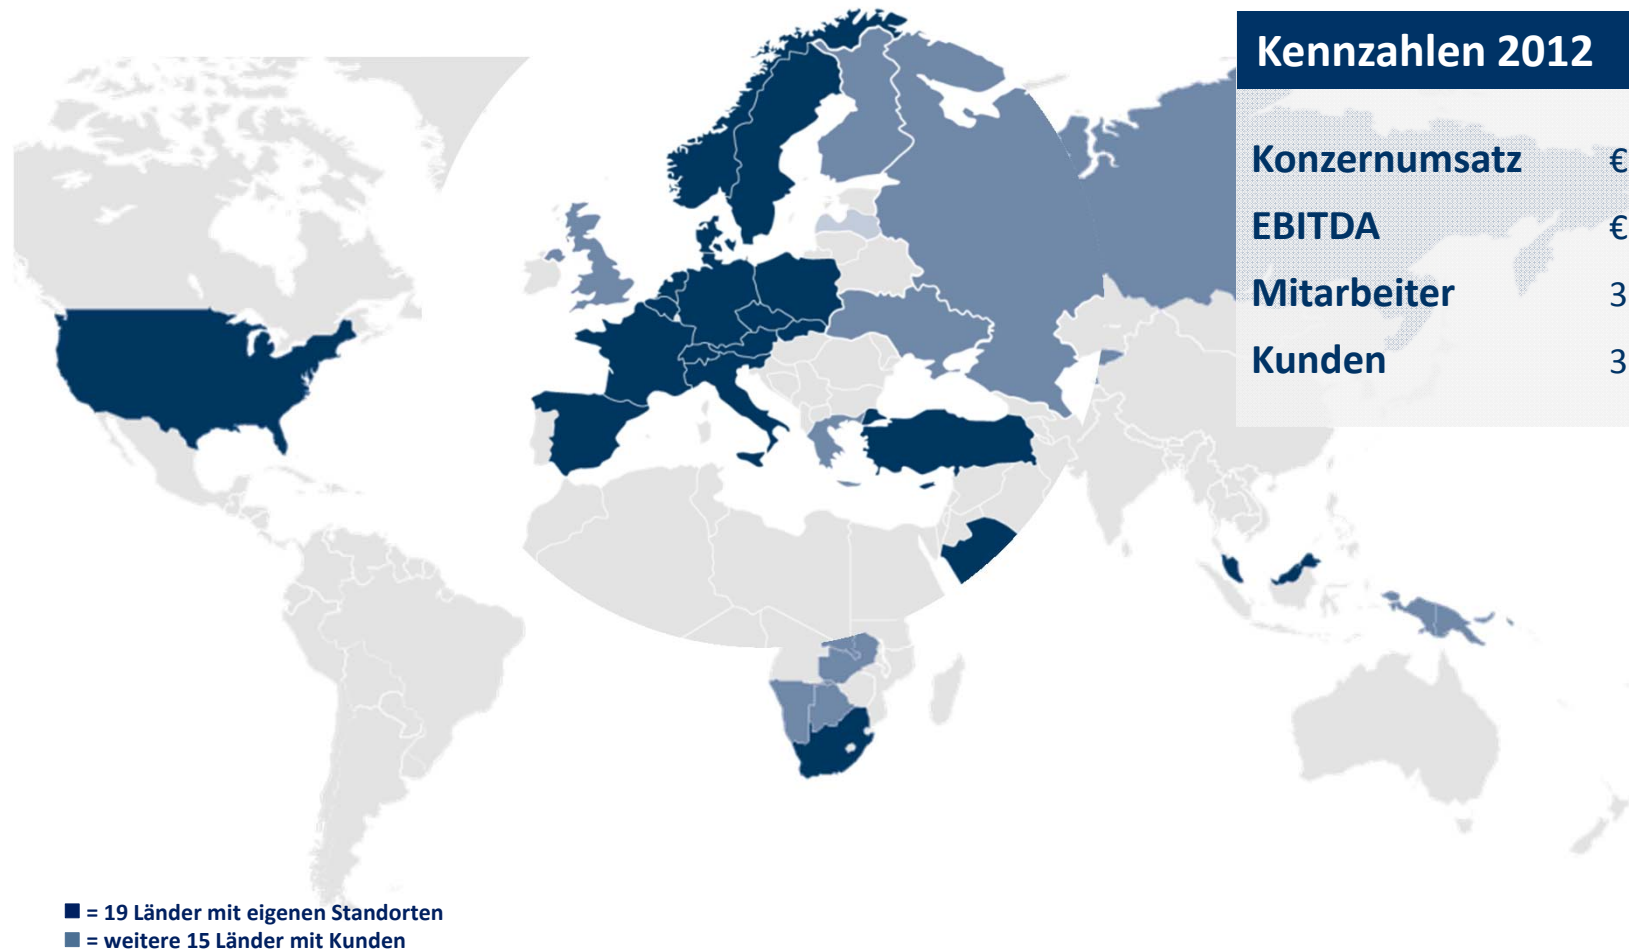 Kennzahlen 2012
Konzernumsatz €
EBITDA €
Mitarbeiter 3
Kunden 3
= 19 Länder mit eigenen Standorten
= weitere 15 Länder mit Kunden